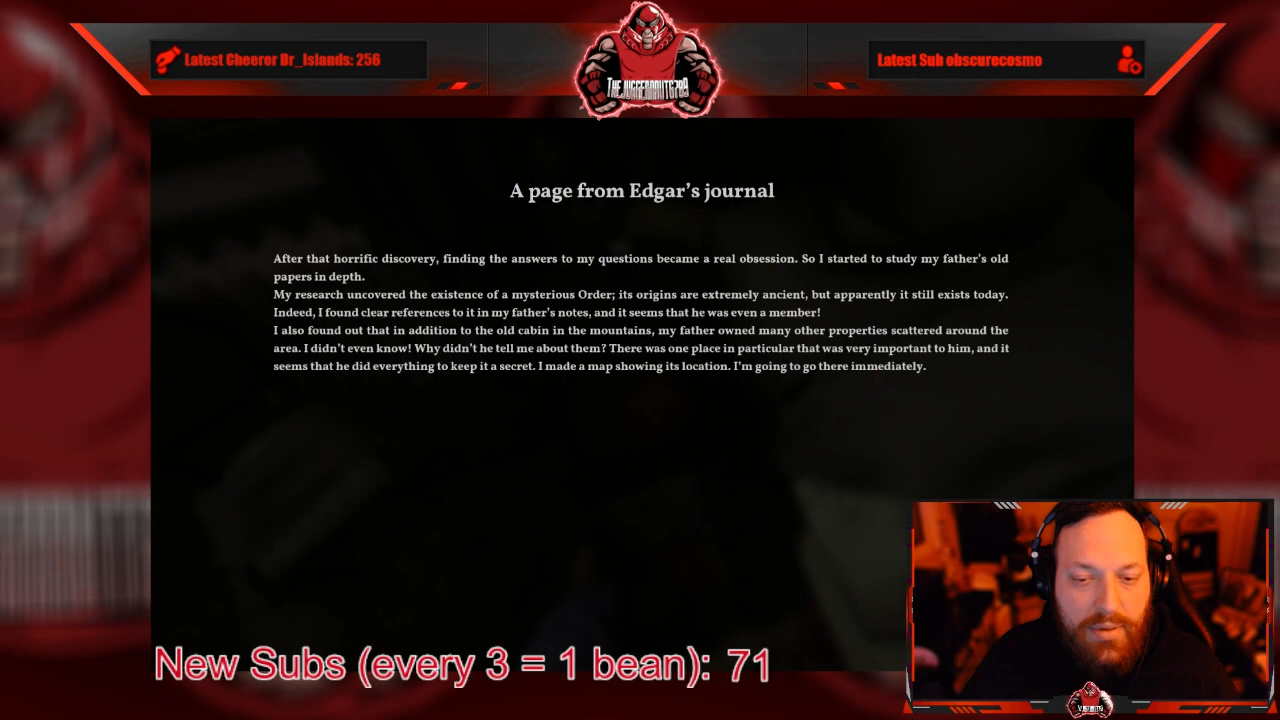 Latest Cheerer Dr_Islands: 256
Latest Sub obscurecosmo
THEJUGGERNAUT6789
A page from Edgar's journal
After that horrific discovery, finding the answers to my questions became a real obsession. So I started to study my father's old
papers in depth.
My research uncovered the existence of a mysterious Order; its origins are extremely ancient, but apparently it still exists today.
Indeed, I found clear references to it in my father's notes, and it seems that he was even a member!
I also found out that in addition to the old cabin in the mountains, my father owned many other properties scattered around the
area. I didn't even know! Why didn't he tell me about them? There was one place in particular that was very important to him, and it
seems that he did everything to keep it a secret. I made a map showing its location. I'm going to go there immediately.
New Subs (every 3 = 1 bean): 71